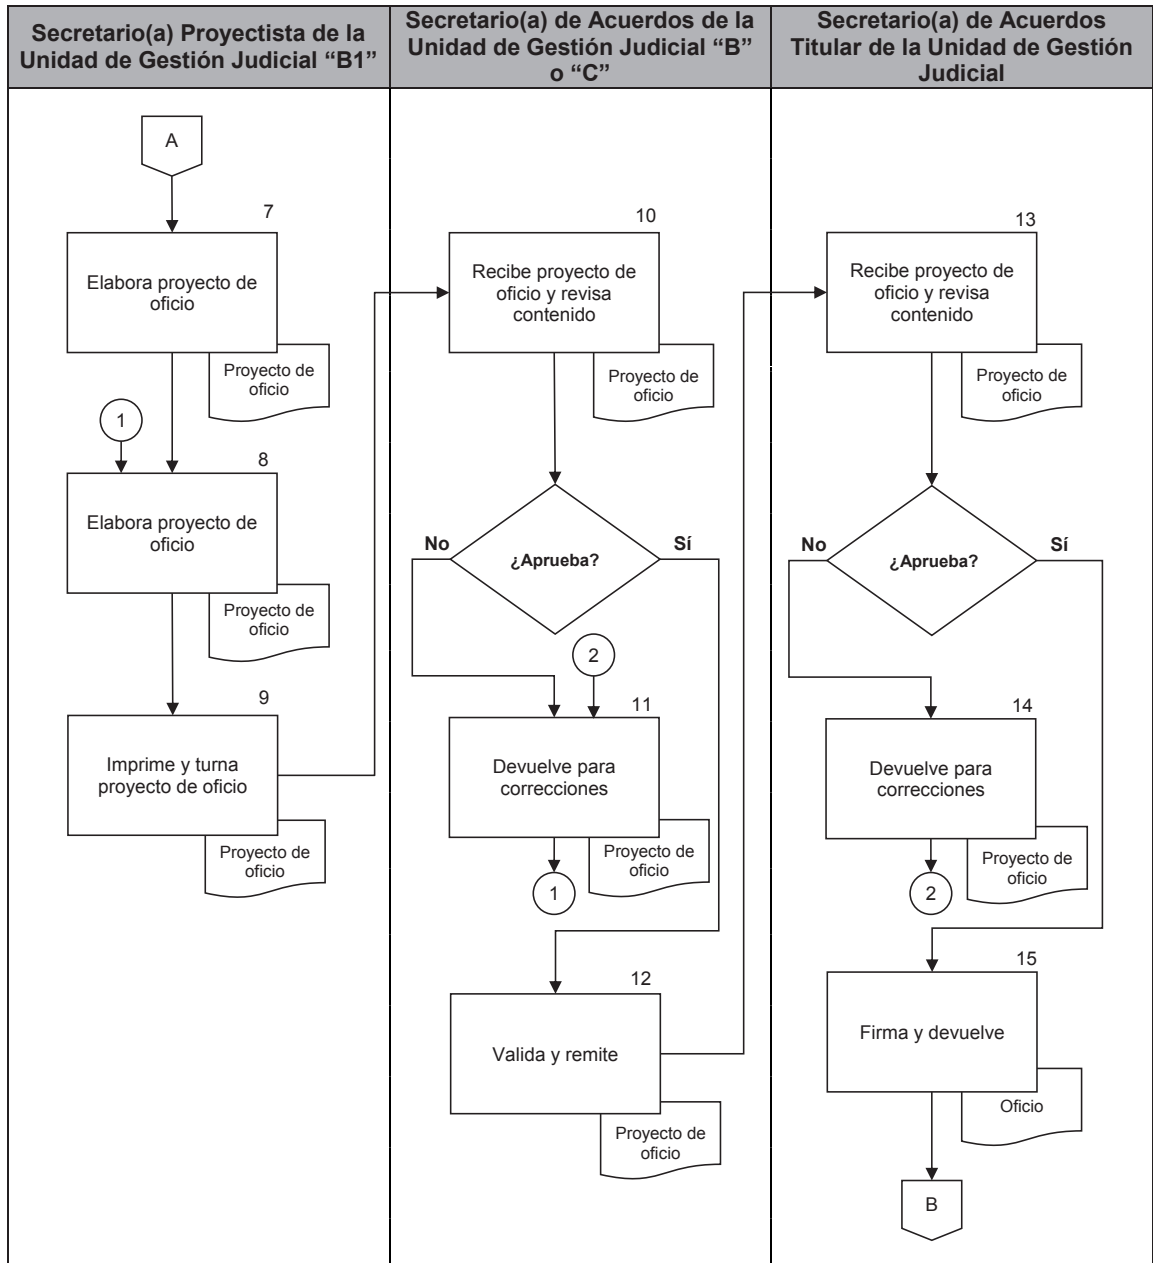 Secretario(a) Proyectista de la
Unidad de Gestión Judicial “B1”
Secretario(a) de Acuerdos de la
Unidad de Gestión Judicial “B”
o “C”
Secretario(a) de Acuerdos
Titular de la Unidad de Gestión
Judicial
A
7
Elabora proyecto de
oficio
Proyecto de
oficio
1
8
Elabora proyecto de
oficio
Proyecto de
oficio
9
Imprime y turna
proyecto de oficio
Proyecto de
oficio
10
Recibe proyecto de
oficio y revisa
contenido
Proyecto de
oficio
No
¿Aprueba?
Sí
2
11
Devuelve para
correcciones
Proyecto de
oficio
1
12
Valida y remite
Proyecto de
oficio
13
Recibe proyecto de
oficio y revisa
contenido
Proyecto de
oficio
No
¿Aprueba?
Sí
14
Devuelve para
correcciones
Proyecto de
oficio
2
15
Firma y devuelve
Oficio
B